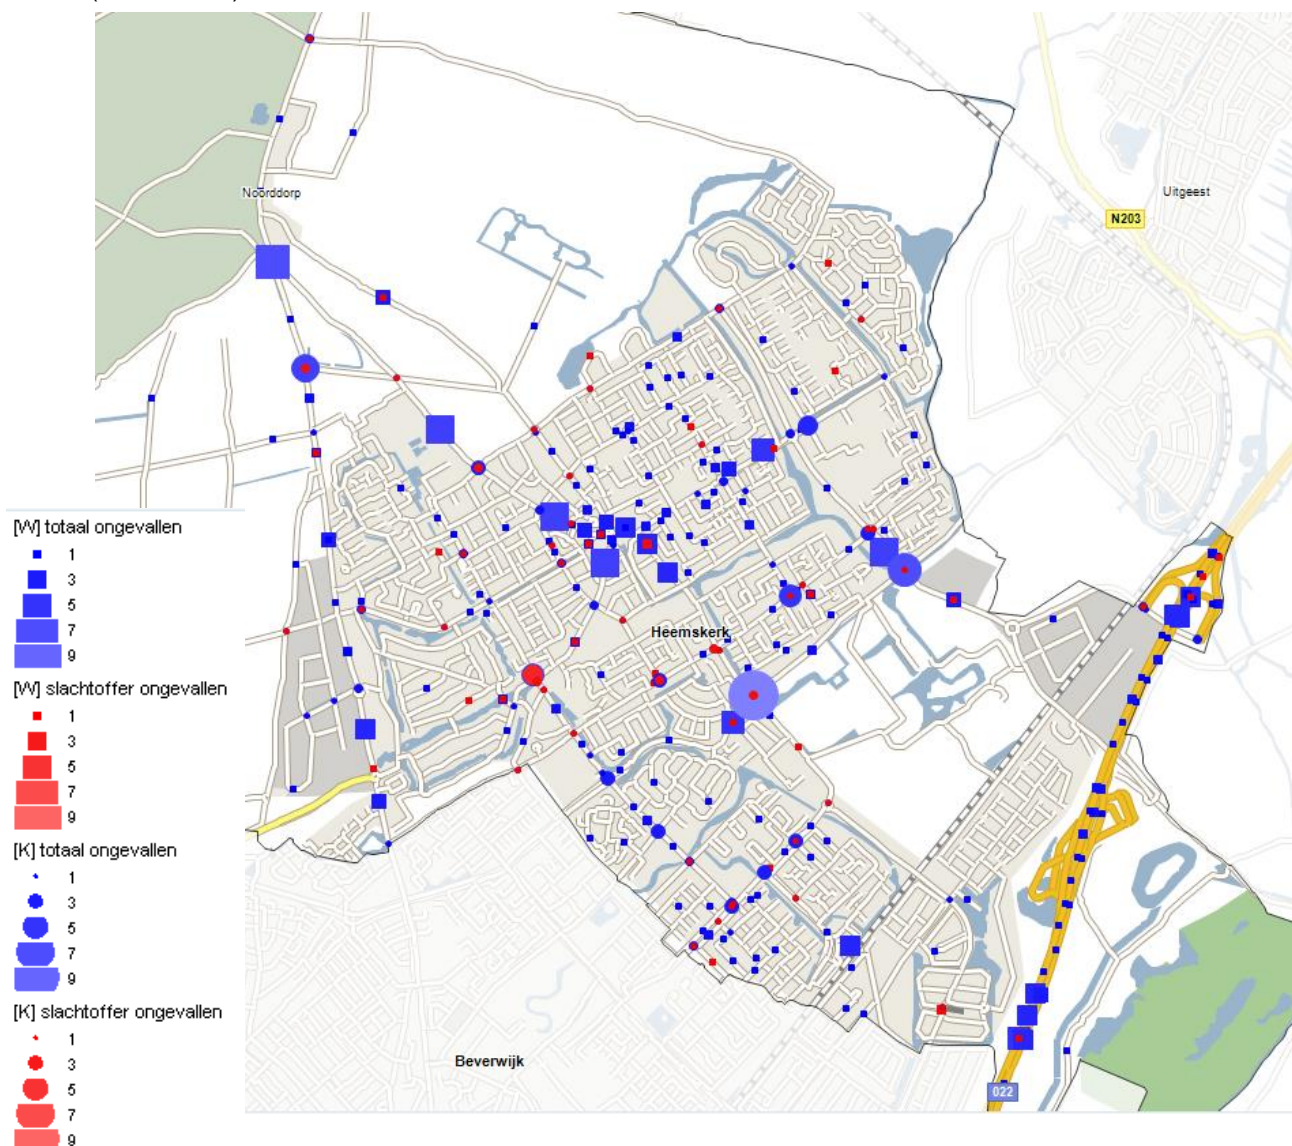 Noorddorp
Uitgeest
N203
[W] totaal ongevallen
1
3
5
7
9
[W] slachtoffer ongevallen
1
3
5
7
9
[K] totaal ongevallen
1
3
5
7
9
[K] slachtoffer ongevallen
1
3
5
7
9
Heemskerk
Beverwijk
022